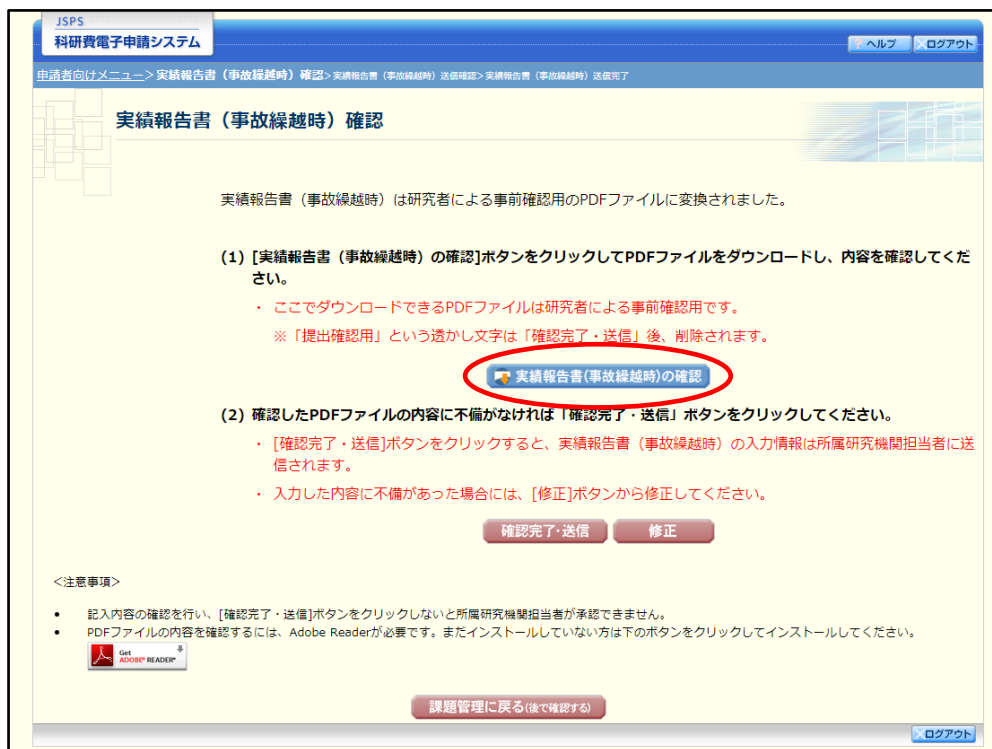 JSPS
科研費電子申請システム
? ヘルプ
ログアウト
申請者向けメニュー＞実績報告書（事故繰越時）確認>実績報告書（事故繰越時）送信確認>実績報告書（事故繰越時）送信完了
実績報告書（事故繰越時）確認
実績報告書（事故繰越時）は研究者による事前確認用のPDFファイルに変換されました。
(1) [実績報告書（事故繰越時）の確認]ボタンをクリックしてPDFファイルをダウンロードし、内容を確認してくだ
さい。
・ ここでダウンロードできるPDFファイルは研究者による事前確認用です。
※「提出確認用」という透かし文字は「確認完了・送信」後、削除されます。
実績報告書(事故繰越時)の確認
(2) 確認したPDFファイルの内容に不備がなければ「確認完了・送信」ボタンをクリックしてください。
・ [確認完了・送信]ボタンをクリックすると、実績報告書（事故繰越時）の入力情報は所属研究機関担当者に送
信されます。
・ 入力した内容に不備があった場合には、[修正]ボタンから修正してください。
確認完了・送信
修正
＜注意事項＞
• 記入内容の確認を行い、[確認完了・送信]ボタンをクリックしないと所属研究機関担当者が承認できません。
• PDFファイルの内容を確認するには、Adobe Readerが必要です。まだインストールしていない方は下のボタンをクリックしてインストールしてください。
Get
ADOBE® READER®
課題管理に戻る(後で確認する)
ログアウト